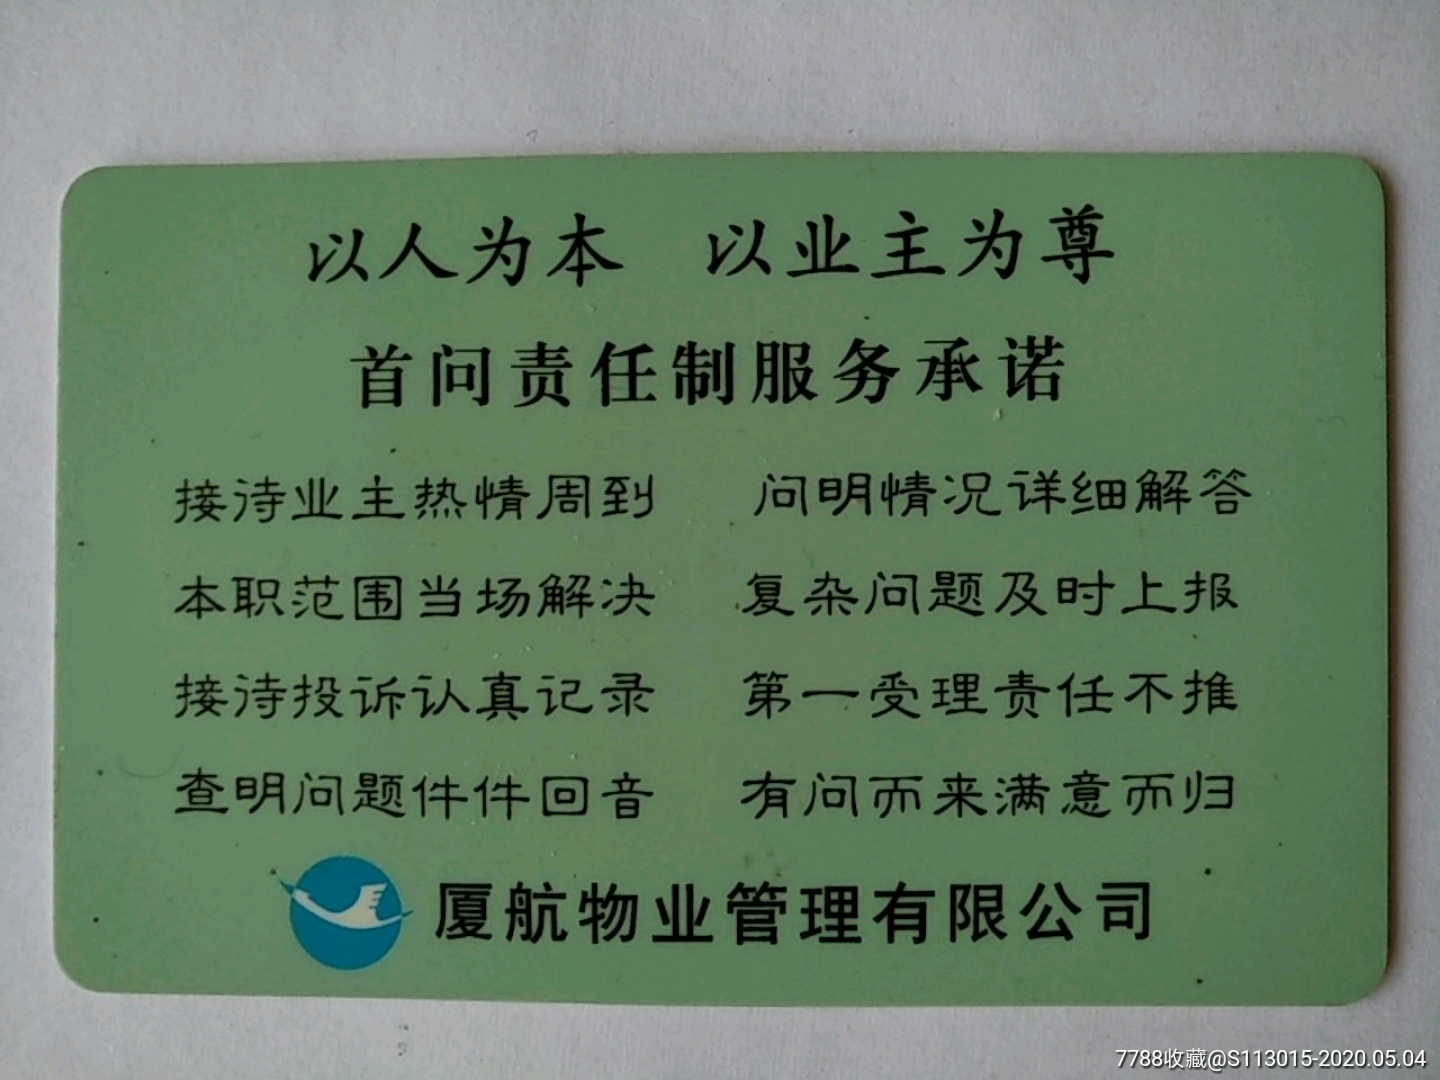 以人为本 以业主为尊
首问责任制服务承诺
接待业主热情周到 问明情况详细解答
本职范围当场解决 复杂问题及时上报
接待投诉认真记录 第一受理责任不推
查明问题件件回音 有问而来满意而归
厦航物业管理有限公司
7788收藏@S113015-2020.05.04